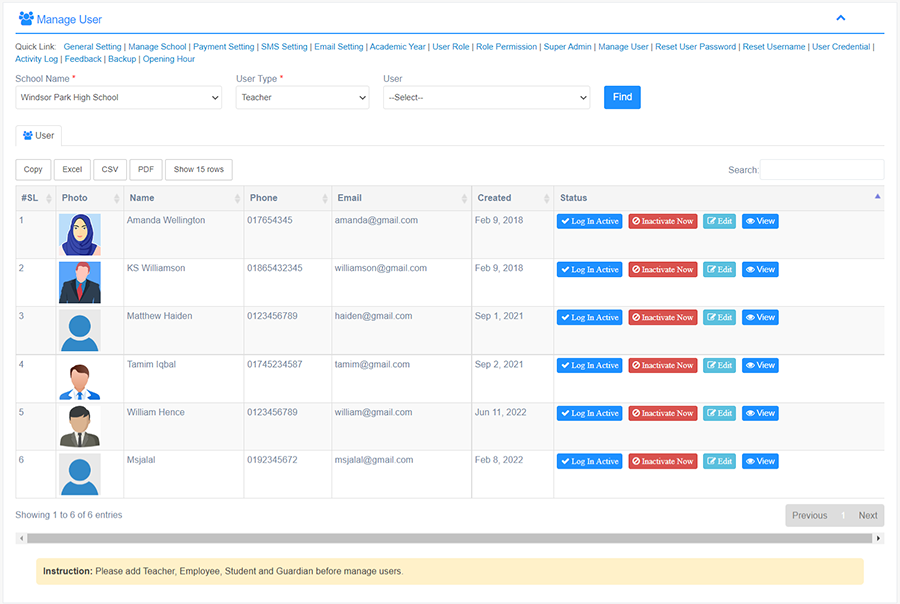 Manage User
Quick Link: General Setting | Manage School | Payment Setting | SMS Setting | Email Setting | Academic Year | User Role | Role Permission | Super Admin | Manage User | Reset User Password | Reset Username | User Credential |
Activity Log | Feedback | Backup | Opening Hour
School Name * User Type * User
Windsor Park High School Teacher --Select-- Find
User
Copy Excel CSV PDF Show 15 rows Search:
#SL Photo Name Phone Email Created Status
1 Amanda Wellington 017654345 amanda@gmail.com Feb 9, 2018 Log In Active Inactivate Now Edit View
2 KS Williamson 01865432345 williamson@gmail.com Feb 9, 2018 Log In Active Inactivate Now Edit View
3 Matthew Haiden 0123456789 haiden@gmail.com Sep 1, 2021 Log In Active Inactivate Now Edit View
4 Tamim Iqbal 01745234587 tamim@gmail.com Sep 2, 2021 Log In Active Inactivate Now Edit View
5 William Hence 0123456789 william@gmail.com Jun 11, 2022 Log In Active Inactivate Now Edit View
6 Msjalal 0192345672 msjalal@gmail.com Feb 8, 2022 Log In Active Inactivate Now Edit View
Showing 1 to 6 of 6 entries Previous 1 Next
Instruction: Please add Teacher, Employee, Student and Guardian before manage users.